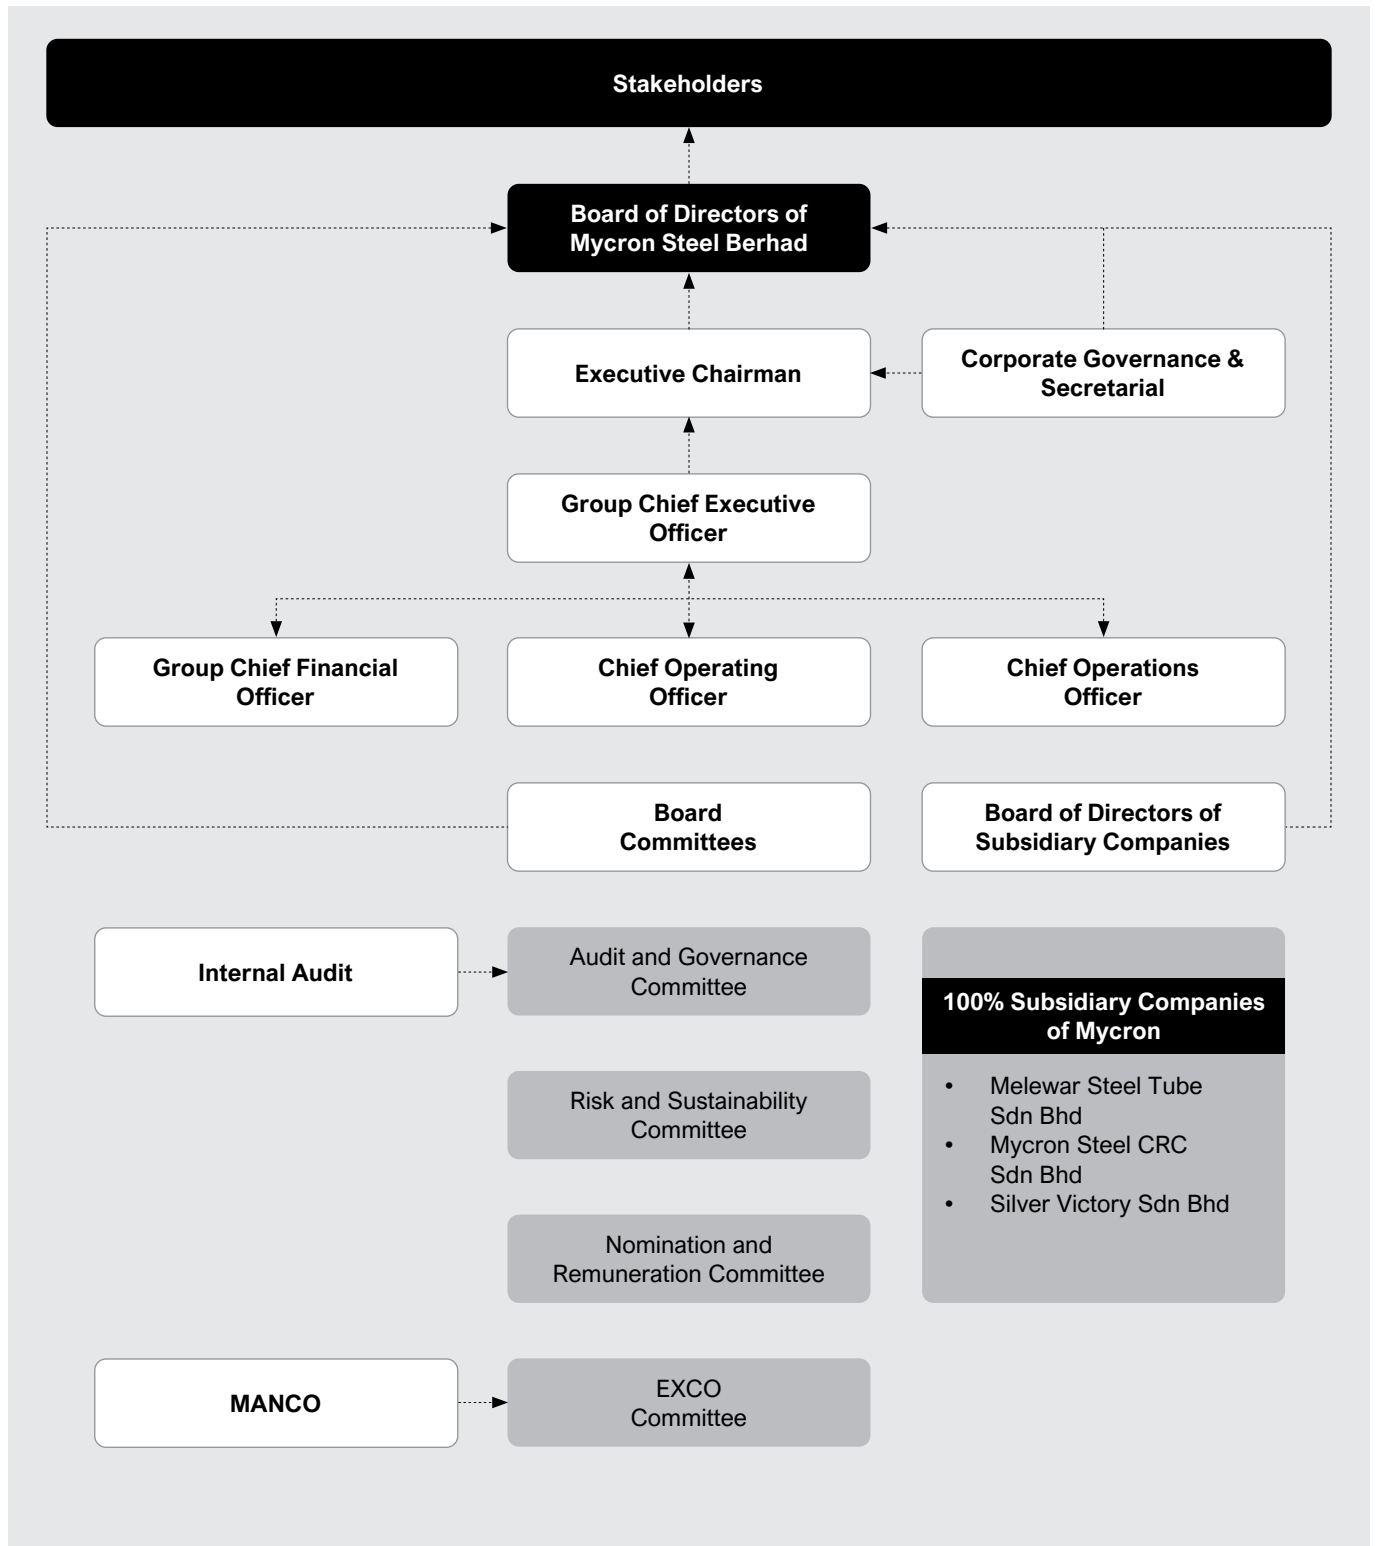 Stakeholders
Board of Directors of
Mycron Steel Berhad
Executive Chairman
Corporate Governance &
Secretarial
Group Chief Executive
Officer
Group Chief Financial
Officer
Chief Operating
Officer
Chief Operations
Officer
Board
Committees
Board of Directors of
Subsidiary Companies
Internal Audit
Audit and Governance
Committee
100% Subsidiary Companies
of Mycron
• Melewar Steel Tube
Sdn Bhd
• Mycron Steel CRC
Sdn Bhd
• Silver Victory Sdn Bhd
Risk and Sustainability
Committee
Nomination and
Remuneration Committee
MANCO
EXCO
Committee